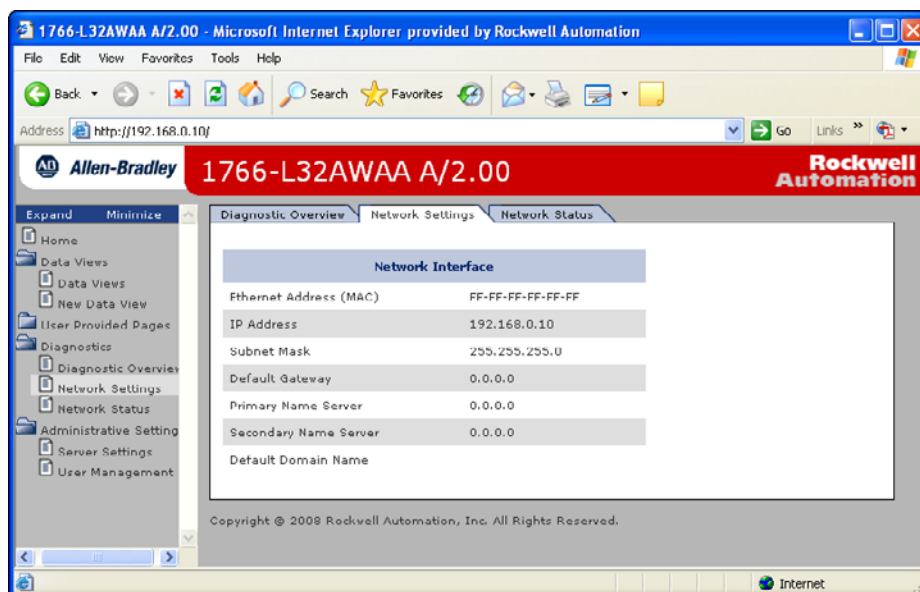 1766-L32AWAA A/2.00 - Microsoft Internet Explorer provided by Rockwell Automation
File Edit View Favorites Tools Help
Back Search Favorites
Address http://192.168.0.10/ Go Links »
AB Allen-Bradley 1766-L32AWAA A/2.00 Rockwell
Automation
Expand Minimize
Home
Data Views
Data Views
New Data View
User Provided Pages
Diagnostics
Diagnostic Overview
Network Settings
Network Status
Administrative Setting
Server Settings
User Management
Diagnostic Overview Network Settings Network Status
Network Interface
Ethernet Address (MAC) FF-FF-FF-FF-FF-FF
IP Address 192.168.0.10
Subnet Mask 255.255.255.0
Default Gateway 0.0.0.0
Primary Name Server 0.0.0.0
Secondary Name Server 0.0.0.0
Default Domain Name
Copyright © 2008 Rockwell Automation, Inc. All Rights Reserved.
Internet